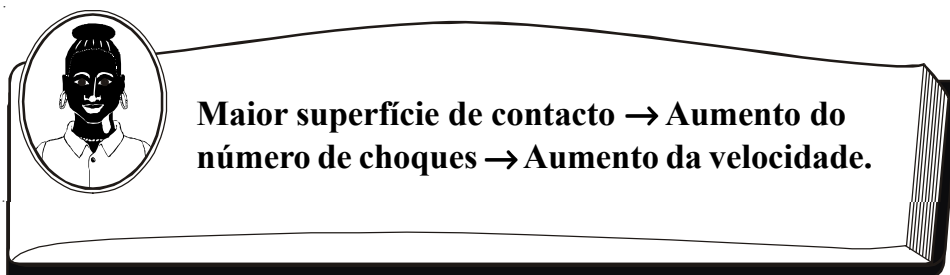 Maior superfície de contacto → Aumento do
número de choques → Aumento da velocidade.